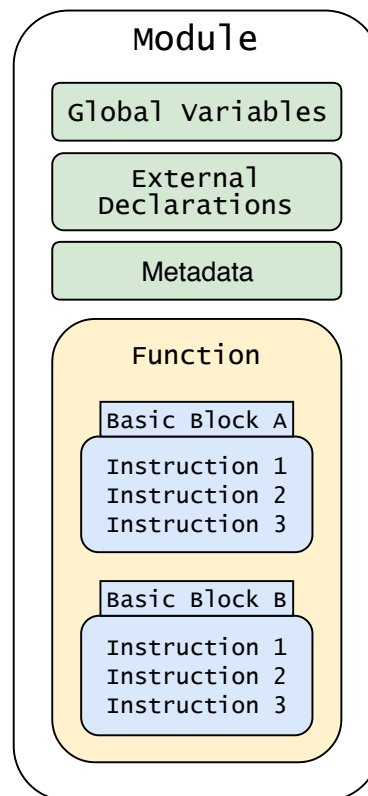 Module
Global Variables
External
Declarations
Metadada
Function
Basic Block A
Instruction 1
Instruction 2
Instruction 3
Basic Block B
Instruction 1
Instruction 2
Instruction 3